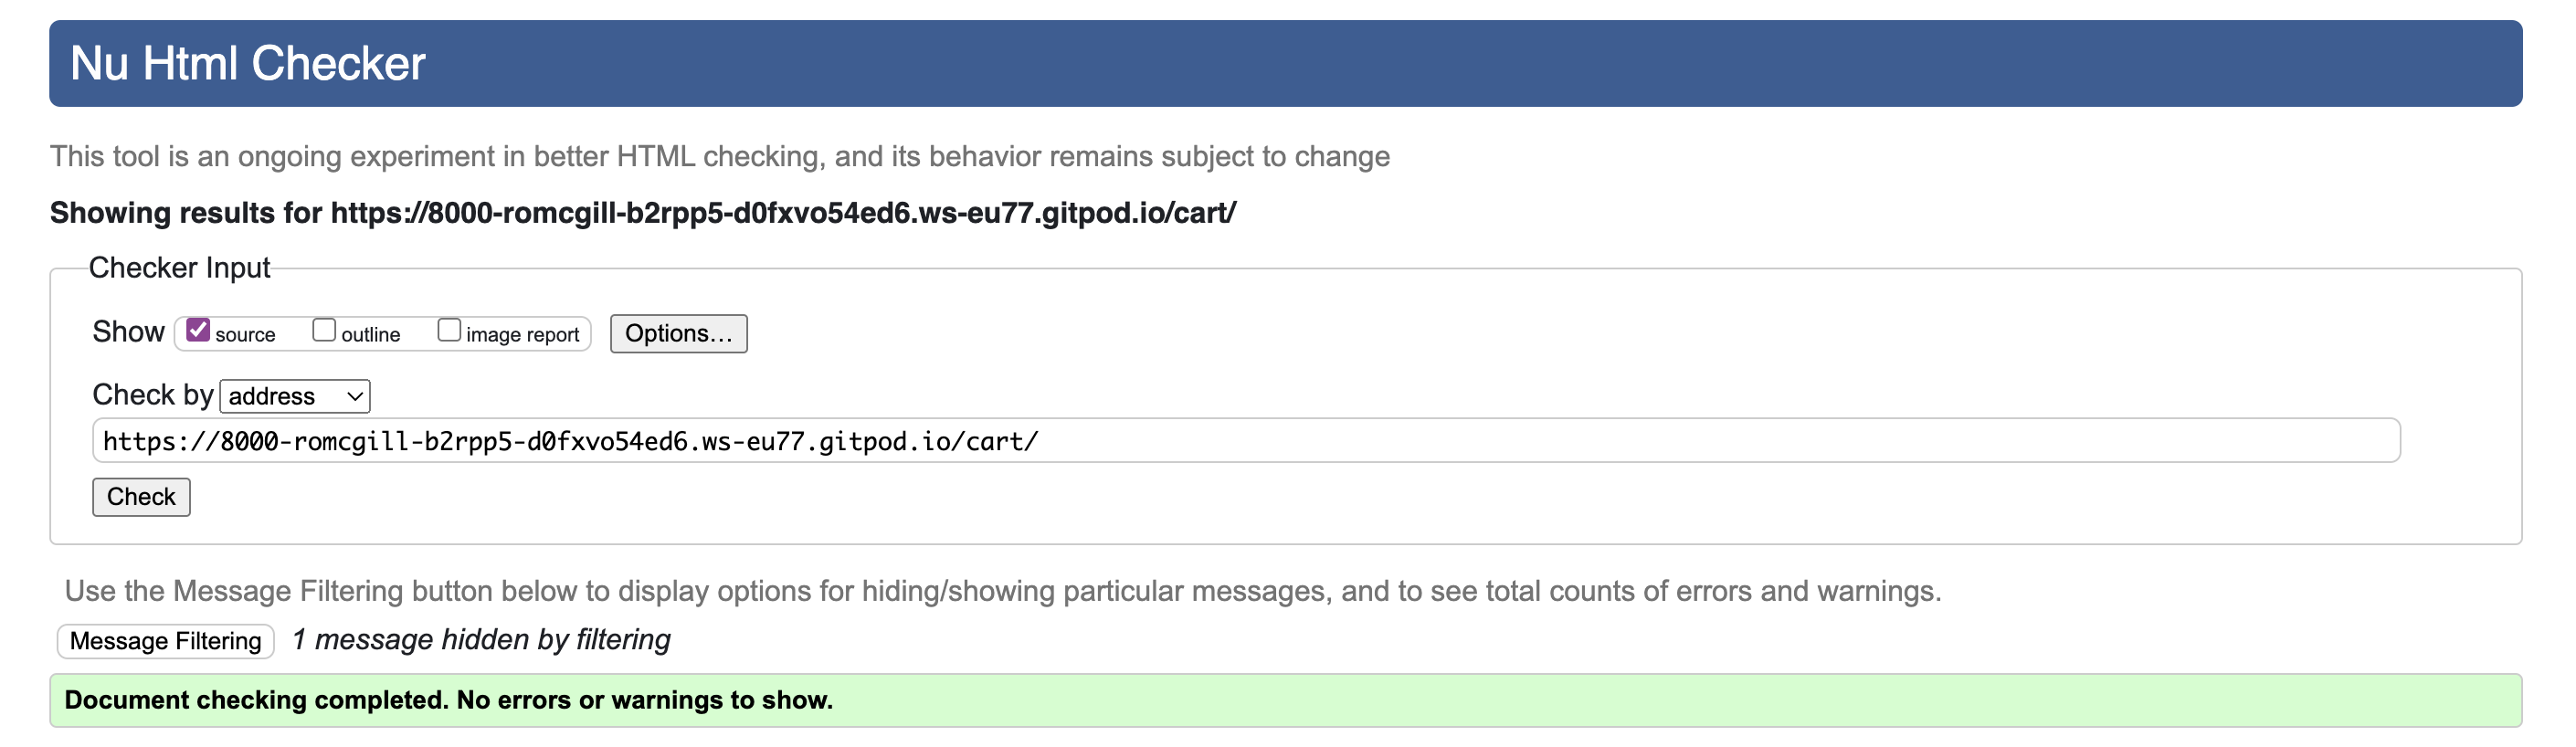 Nu Html Checker
This tool is an ongoing experiment in better HTML checking, and its behavior remains subject to change
Showing results for https://8000-romcgill-b2rpp5-d0fxvo54ed6.ws-eu77.gitpod.io/cart/
Checker Input
Show source outline image report Options...
Check by address
https://8000-romcgill-b2rpp5-d0fxvo54ed6.ws-eu77.gitpod.io/cart/
Check
Use the Message Filtering button below to display options for hiding/showing particular messages, and to see total counts of errors and warnings.
Message Filtering 1 message hidden by filtering
Document checking completed. No errors or warnings to show.